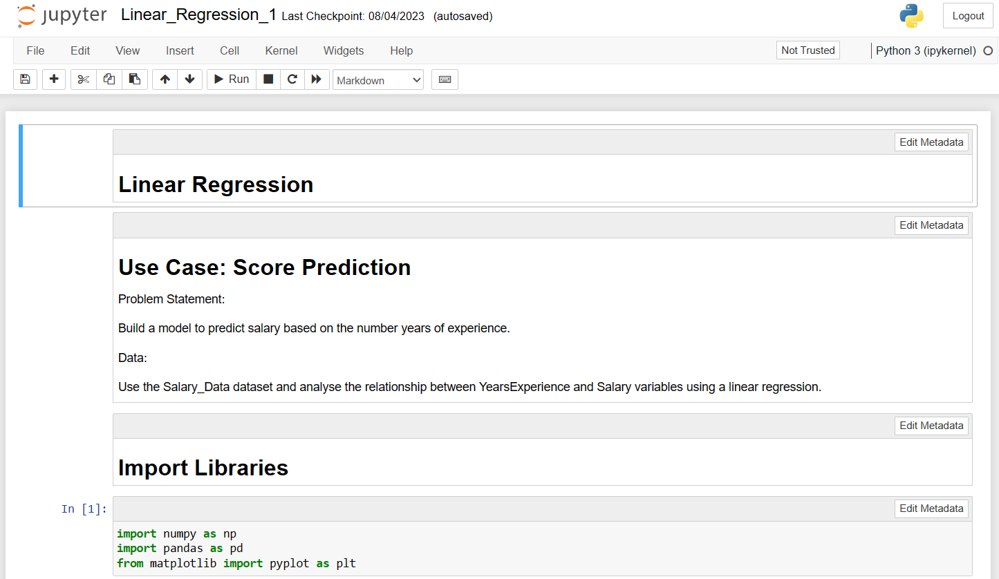 jupyter Linear_Regression_1 Last Checkpoint: 08/04/2023 (autosaved)
Logout
File Edit View Insert Cell Kernel Widgets Help
Not Trusted
Python 3 (ipykernel)
Run
Markdown
Edit Metadata
Linear Regression
Edit Metadata
Use Case: Score Prediction
Problem Statement:
Build a model to predict salary based on the number years of experience.
Data:
Use the Salary_Data dataset and analyse the relationship between YearsExperience and Salary variables using a linear regression.
Edit Metadata
Import Libraries
In [1]:
Edit Metadata
import numpy as np
import pandas as pd
from matplotlib import pyplot as plt